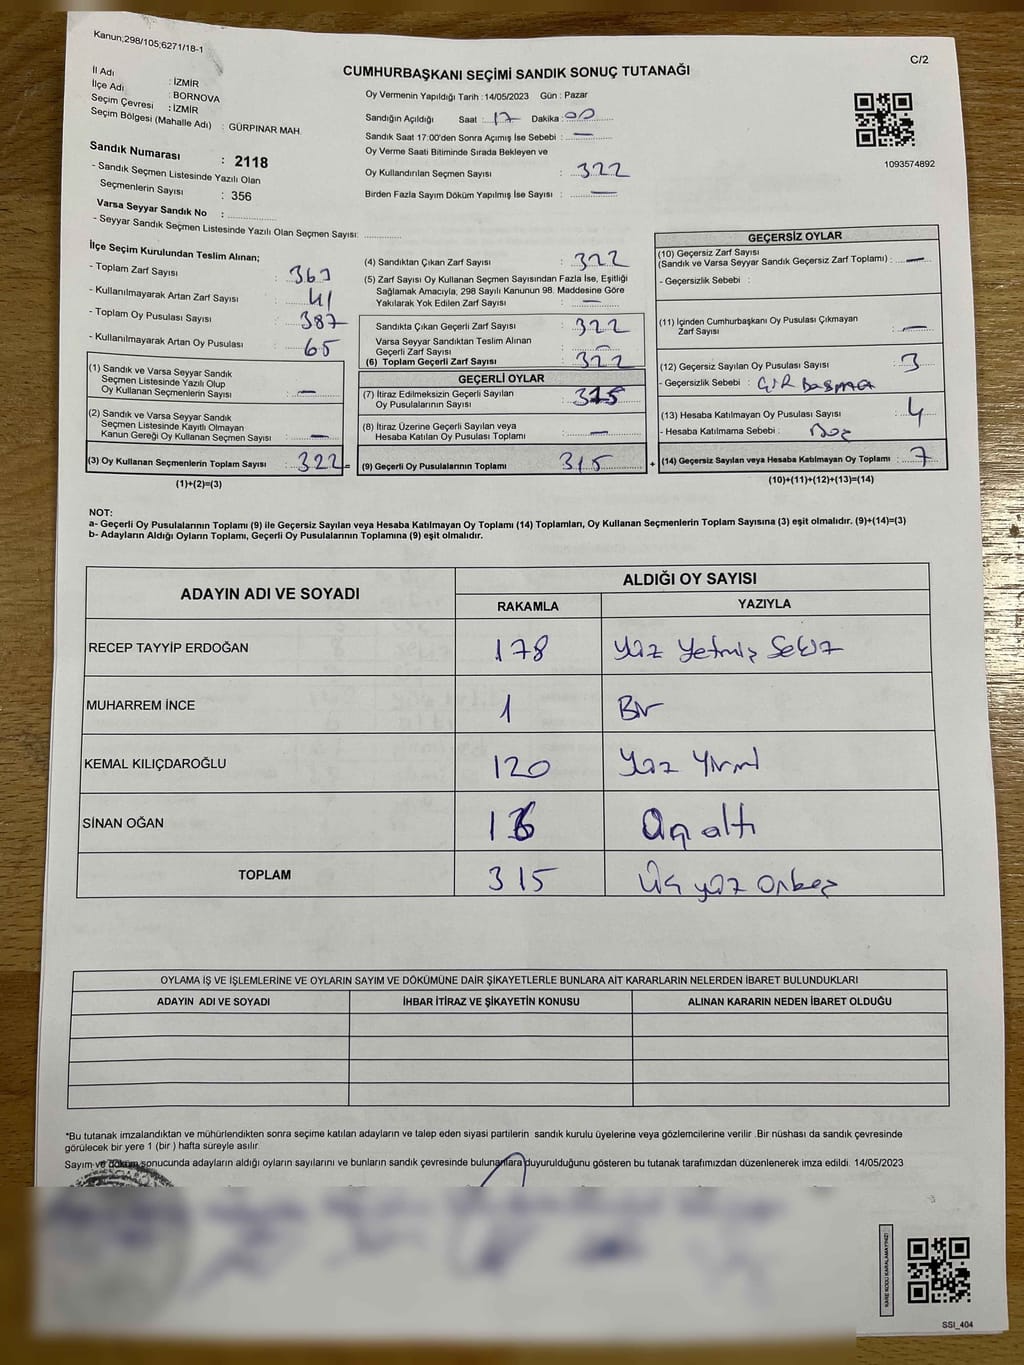 Kanun;298/105;6271/18-1
C/2
CUMHURBAŞKANI SEÇİMİ SANDIK SONUÇ TUTANAĞI
İl Adı : İZMİR
İlçe Adı : BORNOVA
Seçim Çevresi : İZMİR
Seçim Bölgesi (Mahalle Adı) : GÜRPINAR MAH.
Sandık Numarası : 2118
- Sandık Seçmen Listesinde Yazılı Olan
Seçmenlerin Sayısı : 356
Varsa Seyyar Sandık No :
- Seyyar Sandık Seçmen Listesinde Yazılı Olan Seçmen Sayısı:
Oy Vermenin Yapıldığı Tarih : 14/05/2023 Gün : Pazar
Sandığın Açıldığı Saat : 17 Dakika : 00
Sandık Saat 17:00'den Sonra Açımış İse Sebebi : —
Oy Verme Saati Bitiminde Sırada Bekleyen ve
Oy Kullandırılan Seçmen Sayısı : 322
Birden Fazla Sayım Döküm Yapılmış İse Sayısı : —
1093574892
İlçe Seçim Kurulundan Teslim Alınan;
- Toplam Zarf Sayısı : 363
- Kullanılmayarak Artan Zarf Sayısı : 41
- Toplam Oy Pusulası Sayısı : 387
- Kullanılmayarak Artan Oy Pusulası : 65
(1) Sandık ve Varsa Seyyar Sandık
Seçmen Listesinde Yazılı Olup
Oy Kullanan Seçmenlerin Sayısı : —
(2) Sandık ve Varsa Seyyar Sandık
Seçmen Listesinde Kayıtlı Olmayan
Kanun Gereği Oy Kullanan Seçmen Sayısı : —
(3) Oy Kullanan Seçmenlerin Toplam Sayısı : 322 =
(1)+(2)=(3)
(4) Sandıktan Çıkan Zarf Sayısı : 322
(5) Zarf Sayısı Oy Kullanan Seçmen Sayısından Fazla İse, Eşitliği
Sağlamak Amacıyla, 298 Sayılı Kanunun 98. Maddesine Göre
Yakılarak Yok Edilen Zarf Sayısı : —
Sandıkta Çıkan Geçerli Zarf Sayısı : 322
Varsa Seyyar Sandıktan Teslim Alınan
Geçerli Zarf Sayısı : —
(6) Toplam Geçerli Zarf Sayısı : 322
GEÇERLİ OYLAR
(7) İtiraz Edilmeksizin Geçerli Sayılan
Oy Pusulalarının Sayısı : 315
(8) İtiraz Üzerine Geçerli Sayılan veya
Hesaba Katılan Oy Pusulası Toplamı : —
(9) Geçerli Oy Pusulalarının Toplamı 315 +
GEÇERSİZ OYLAR
(10) Geçersiz Zarf Sayısı
(Sandık ve Varsa Seyyar Sandık Geçersiz Zarf Toplamı) : —
- Geçersizlik Sebebi :
(11) İçinden Cumhurbaşkanı Oy Pusulası Çıkmayan
Zarf Sayısı : —
(12) Geçersiz Sayılan Oy Pusulası Sayısı : 3
- Geçersizlik Sebebi :
(13) Hesaba Katılmayan Oy Pusulası Sayısı : 4
- Hesaba Katılmama Sebebi : Boş
(14) Geçersiz Sayılan veya Hesaba Katılmayan Oy Toplamı : 7
(10)+(11)+(12)+(13)=(14)
NOT:
a- Geçerli Oy Pusulalarının Toplamı (9) ile Geçersiz Sayılan veya Hesaba Katılmayan Oy Toplamı (14) Toplamları, Oy Kullanan Seçmenlerin Toplam Sayısına (3) eşit olmalıdır. (9)+(14)=(3)
b- Adayların Aldığı Oyların Toplamı, Geçerli Oy Pusulalarının Toplamına (9) eşit olmalıdır.
ADAYIN ADI VE SOYADI ALDIĞI OY SAYISI
RAKAMLA YAZIYLA
RECEP TAYYİP ERDOĞAN 178 Yüz Yetmiş Sekiz
MUHARREM İNCE 1 Bir
KEMAL KILIÇDAROĞLU 120 Yüz Yirmi
SİNAN OĞAN 16 On altı
TOPLAM 315 Üç yüz Onbeş
OYLAMA İŞ VE İŞLEMLERİNE VE OYLARIN SAYIM VE DÖKÜMÜNE DAİR ŞİKAYETLERLE BUNLARA AİT KARARLARIN NELERDEN İBARET BULUNDUKLARI
ADAYIN ADI VE SOYADI İHBAR İTİRAZ VE ŞİKAYETİN KONUSU ALINAN KARARIN NEDEN İBARET OLDUĞU
*Bu tutanak imzalandıktan ve mühürlendikten sonra seçime katılan adayların ve talep eden siyasi partilerin sandık kurulu üyelerine veya gözlemcilerine verilir .Bir nüshası da sandık çevresinde
görülecek bir yere 1 (bir ) hafta süreyle asılır.
Sayım ve döküm sonucunda adayların aldığı oyların sayılarını ve bunların sandık çevresinde bulunanlara duyurulduğunu gösteren bu tutanak tarafımızdan düzenlenerek imza edildi. 14/05/2023
KARE KODU KARALAMAYINIZ!
SSI_404